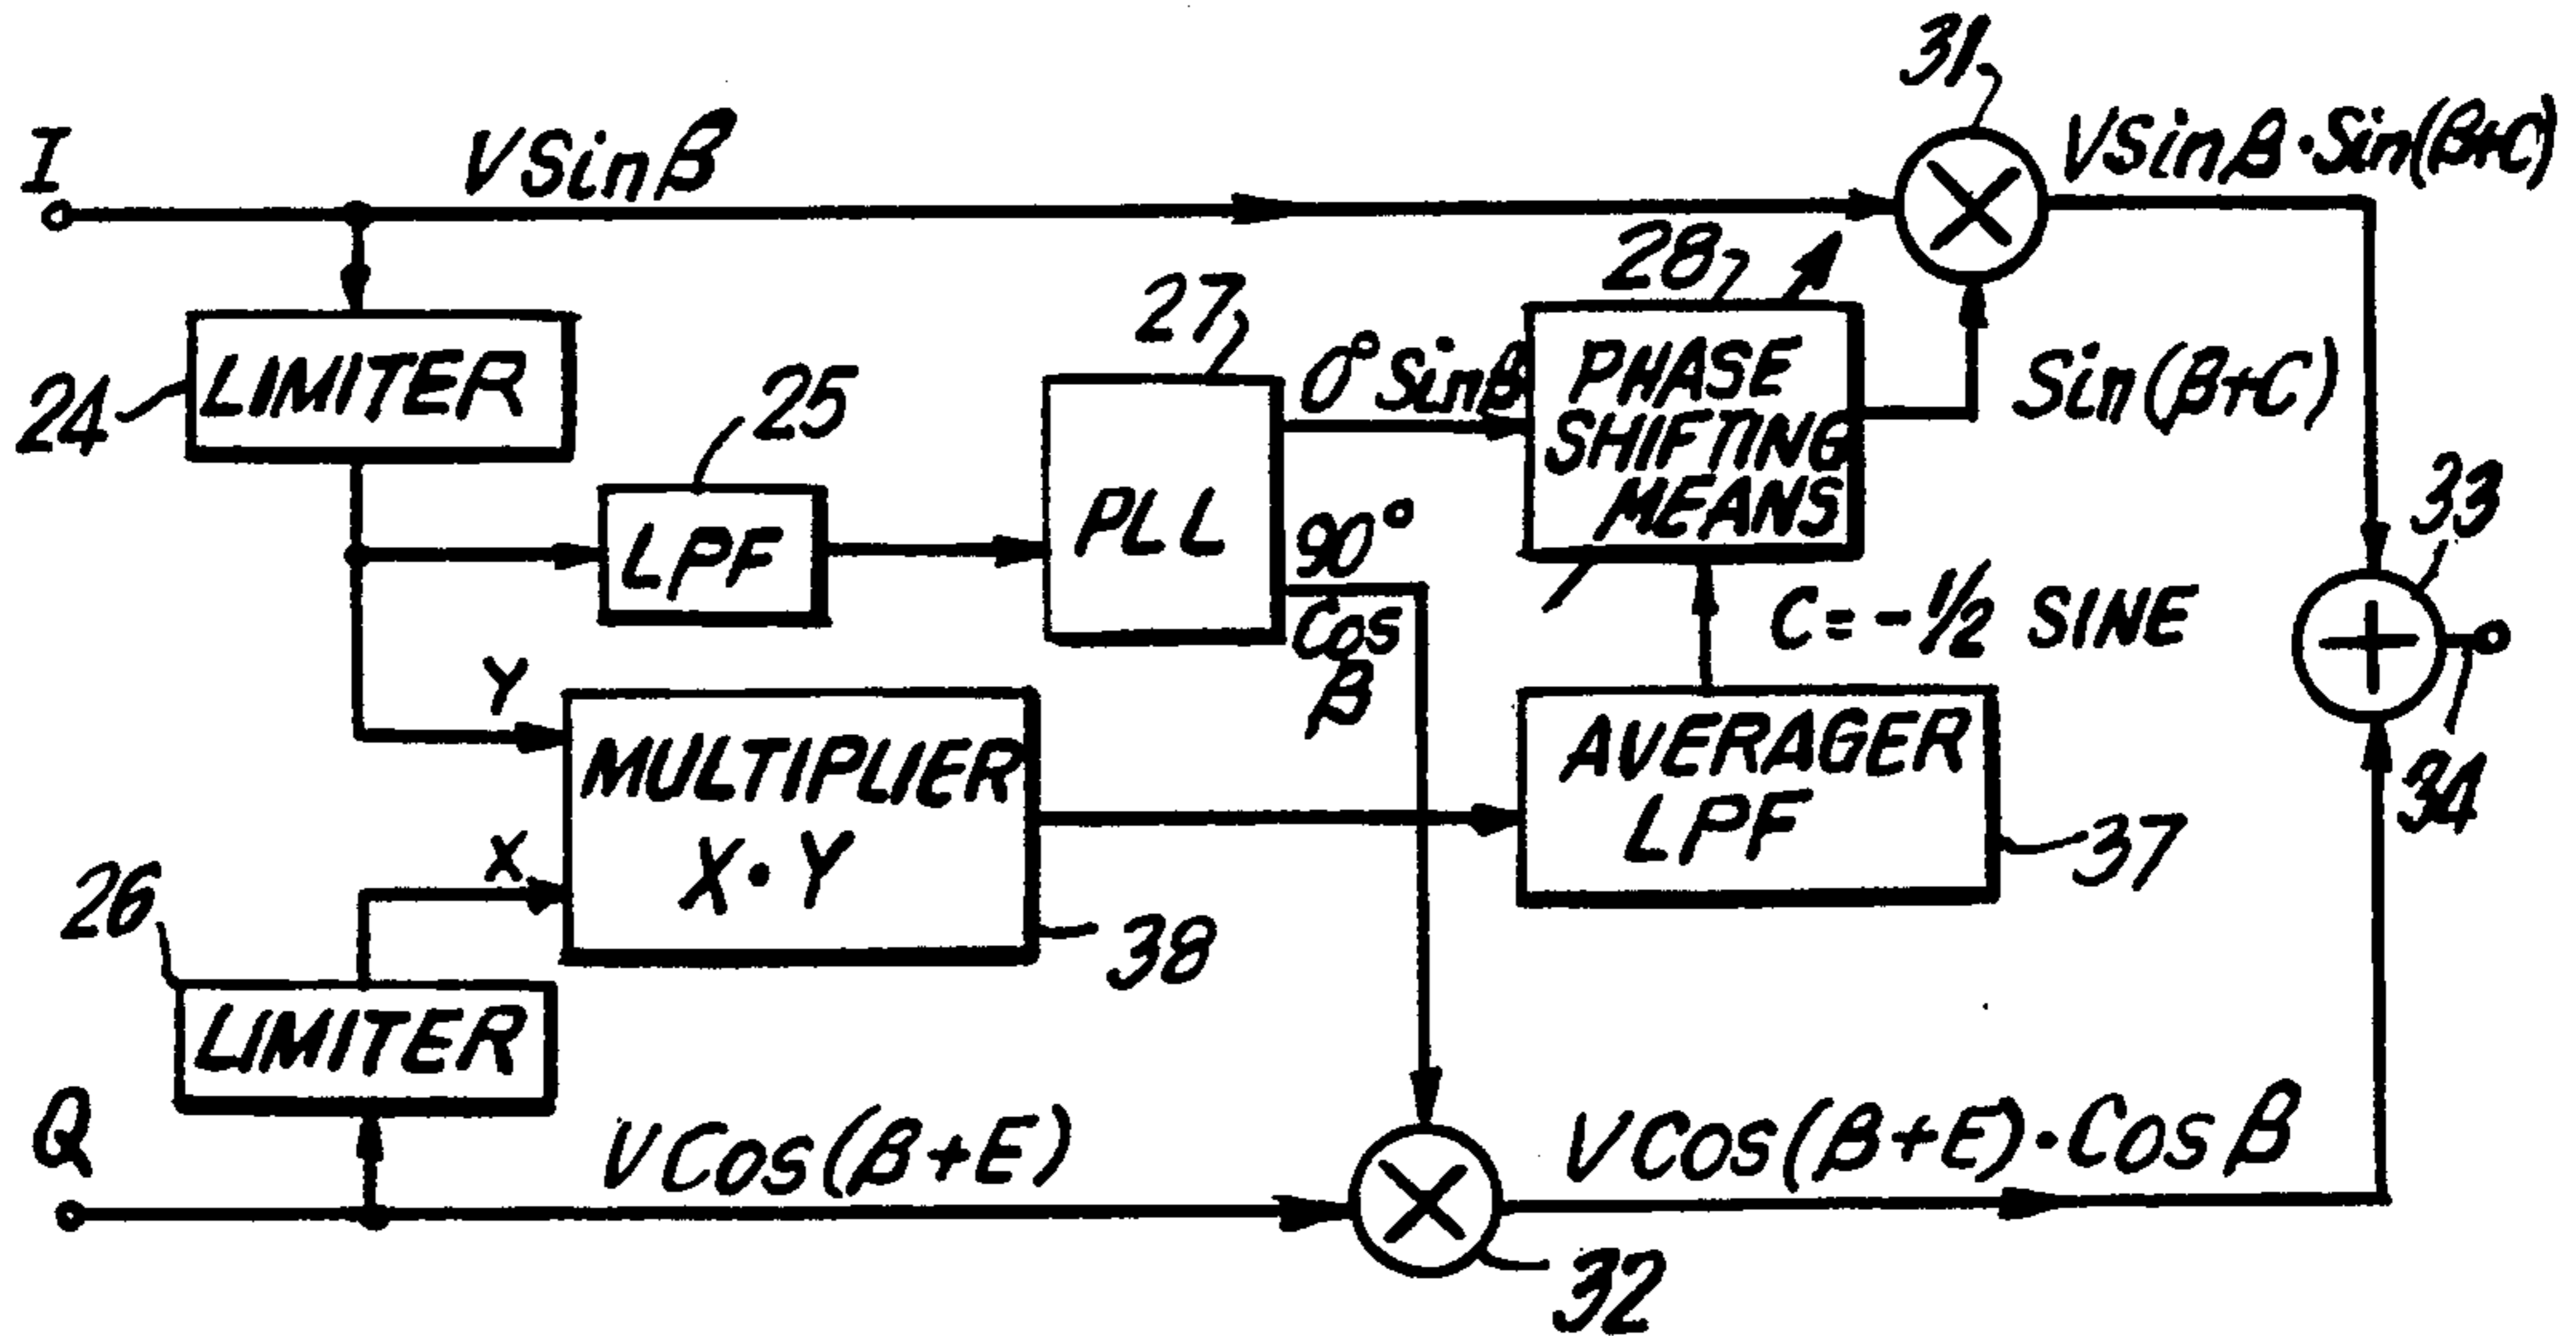 31
I
VSinβ
VSinβ·Sin(β+C)
28
27
LIMITER
24
25
0° Sinβ
PHASE
SHIFTING
MEANS
Sin(β+C)
33
LPF
PLL
90°
Cos
β
C=-½ SINE
Y
MULTIPLIER
X·Y
AVERAGER
LPF
34
X
37
26
38
LIMITER
Q
VCos(β+E)
VCos(β+E)·Cosβ
32